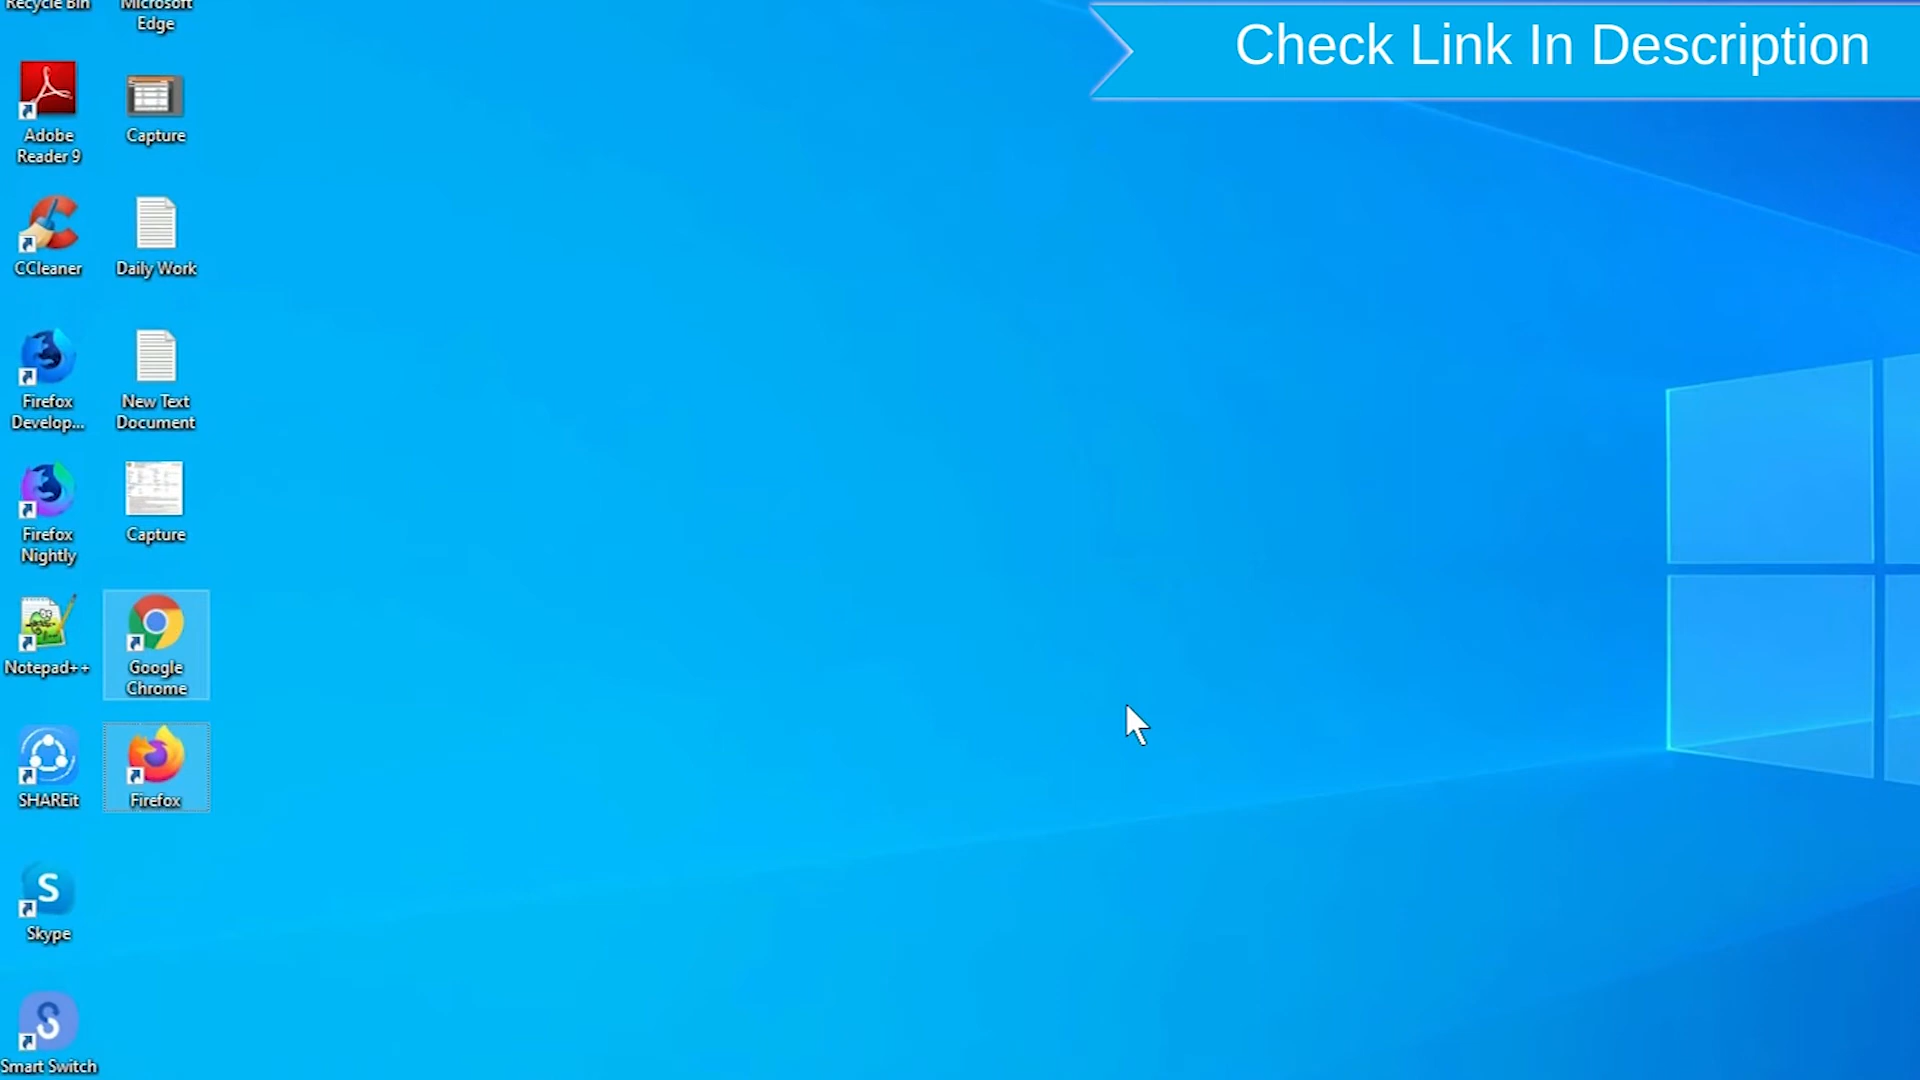 Recycle Bin
Microsoft
Edge
Check Link In Description
Adobe
Reader 9
Capture
CCleaner
Daily Work
Firefox
Develop...
New Text
Document
Firefox
Nightly
Capture
Notepad++
Google
Chrome
SHAREit
Firefox
S
Skype
S
Smart Switch